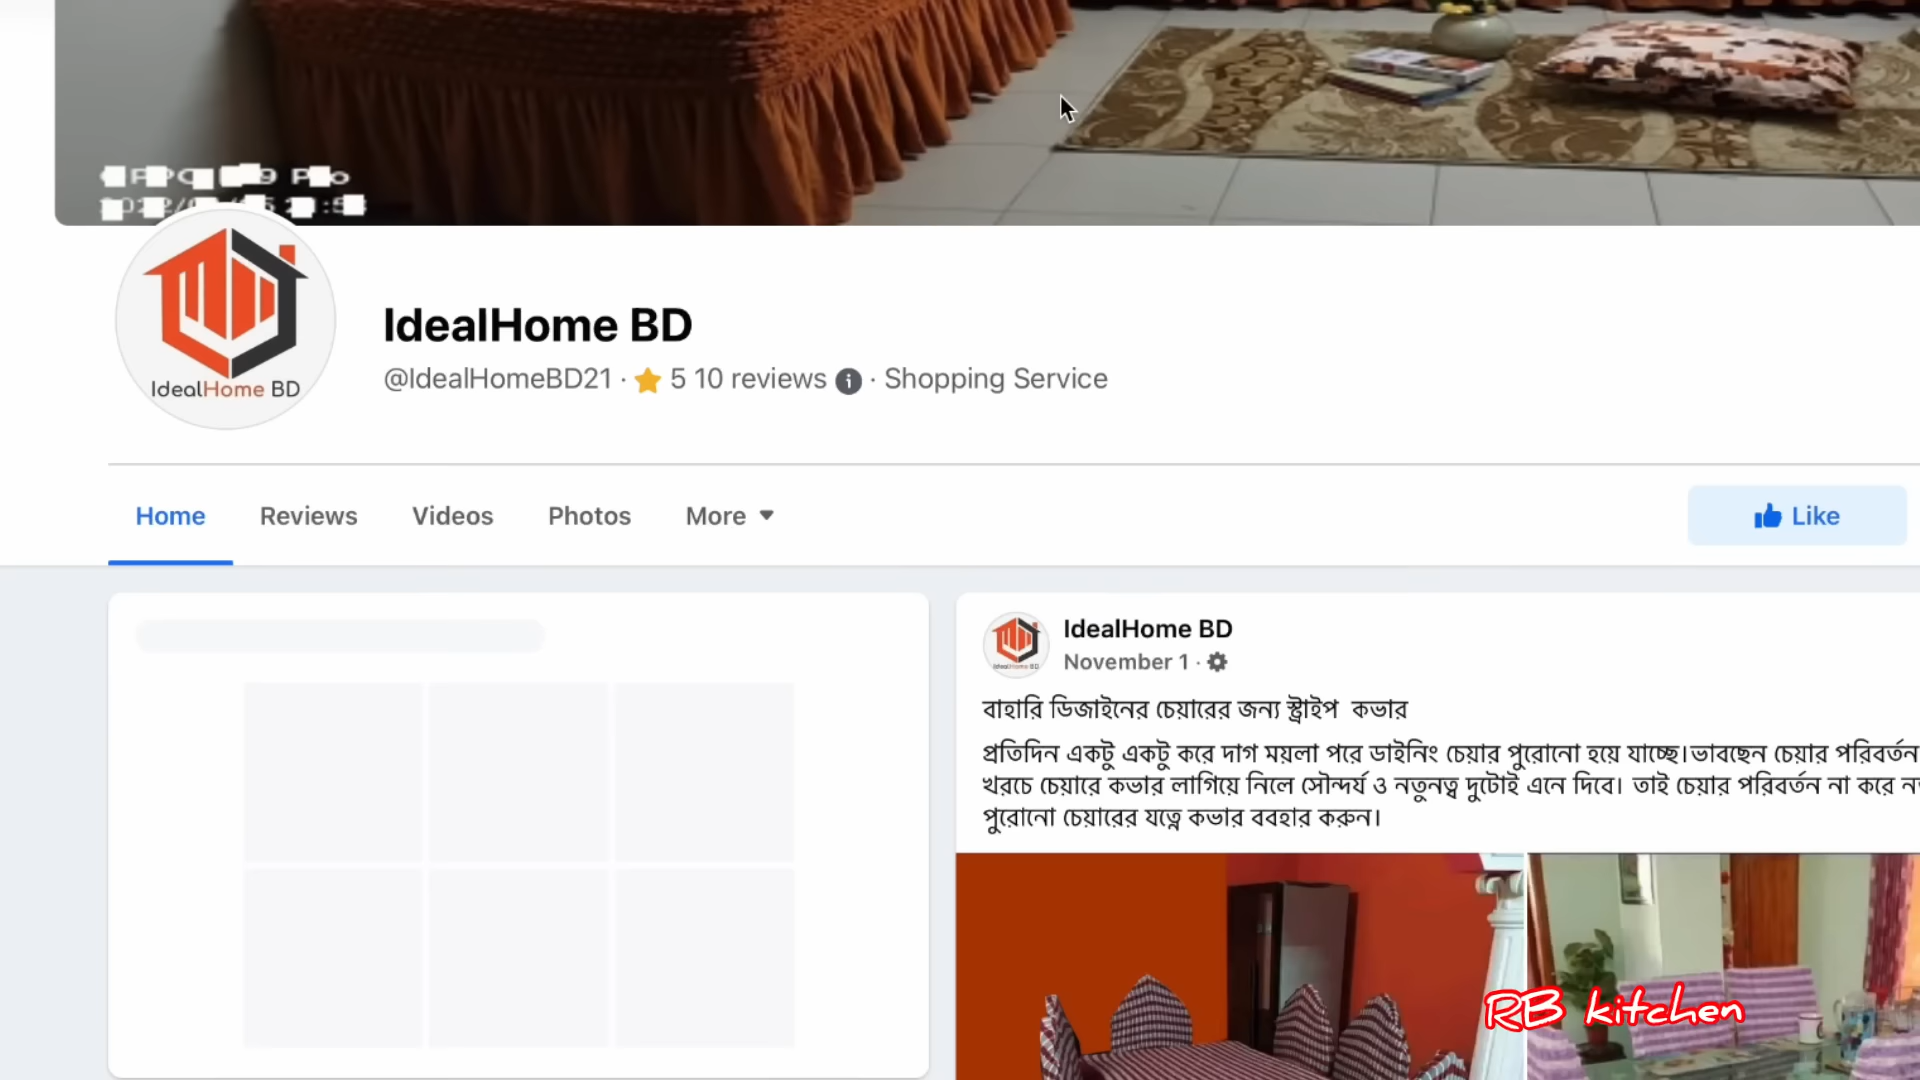 IdealHome BD
IdealHome BD
@IdealHomeBD21 · 5 10 reviews · Shopping Service
Home Reviews Videos Photos More
Like
IdealHome BD
November 1 ·
বাহারি ডিজাইনের চেয়ারের জন্য স্ট্রাইপ কভার
প্রতিদিন একটু একটু করে দাগ ময়লা পরে ডাইনিং চেয়ার পুরোনো হয়ে যাচ্ছে।ভাবছেন চেয়ার পরিবর্তন
খরচে চেয়ারে কভার লাগিয়ে নিলে সৌন্দর্য ও নতুনত্ব দুটোই এনে দিবে। তাই চেয়ার পরিবর্তন না করে
পুরোনো চেয়ারের যত্নে কভার ববহার করুন।
RB kitchen